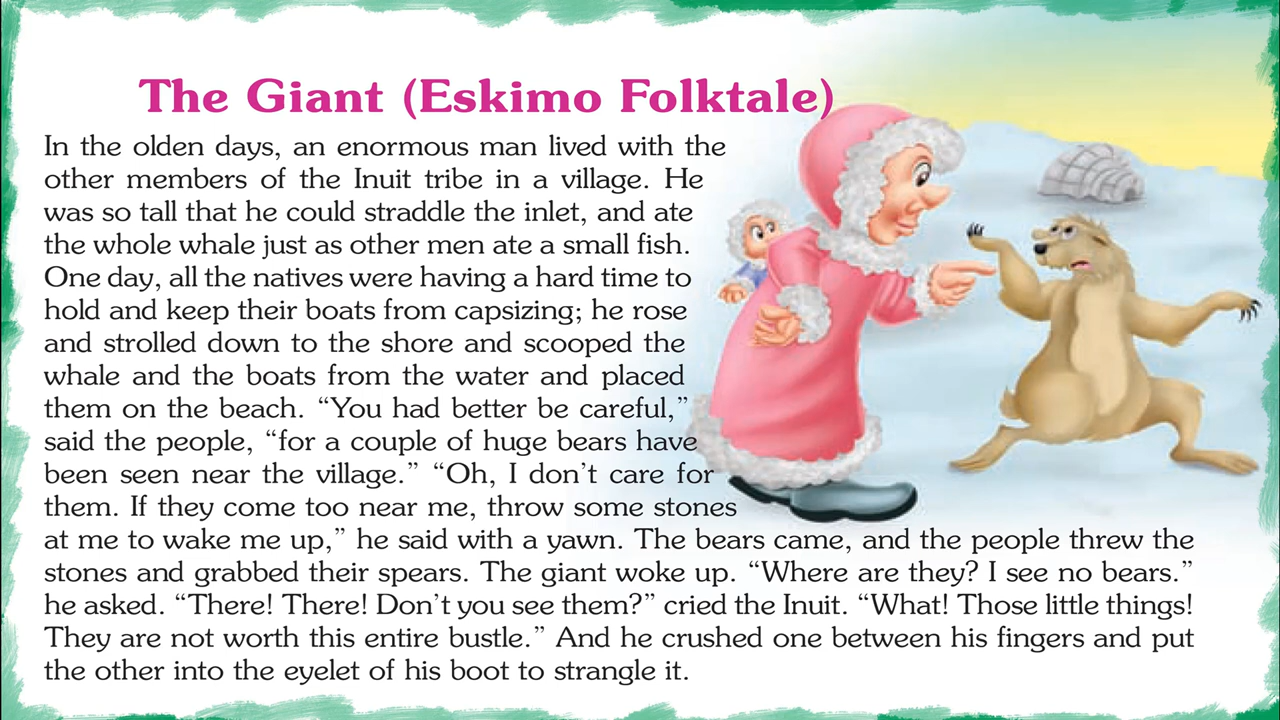 The Giant (Eskimo Folktale)
In the olden days, an enormous man lived with the
other members of the Inuit tribe in a village. He
was so tall that he could straddle the inlet, and ate
the whole whale just as other men ate a small fish.
One day, all the natives were having a hard time to
hold and keep their boats from capsizing; he rose
and strolled down to the shore and scooped the
whale and the boats from the water and placed
them on the beach. “You had better be careful,”
said the people, “for a couple of huge bears have
been seen near the village.” “Oh, I don’t care for
them. If they come too near me, throw some stones
at me to wake me up,” he said with a yawn. The bears came, and the people threw the
stones and grabbed their spears. The giant woke up. “Where are they? I see no bears.”
he asked. “There! There! Don’t you see them?” cried the Inuit. “What! Those little things!
They are not worth this entire bustle.” And he crushed one between his fingers and put
the other into the eyelet of his boot to strangle it.